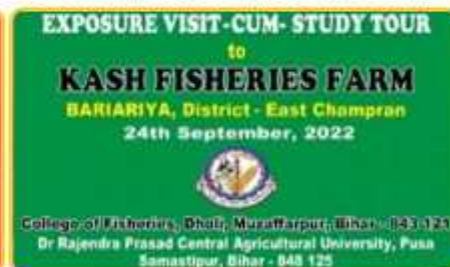 EXPOSURE VISIT-CUM- STUDY TOUR
to
KASH FISHERIES FARM
BARIARIYA, District - East Champran
24th September, 2022
College of Fisheries, Dholi, Muzaffarpur, Bihar - 843 121
Dr Rajendra Prasad Central Agricultural University, Pusa
Samastipur, Bihar - 848 125